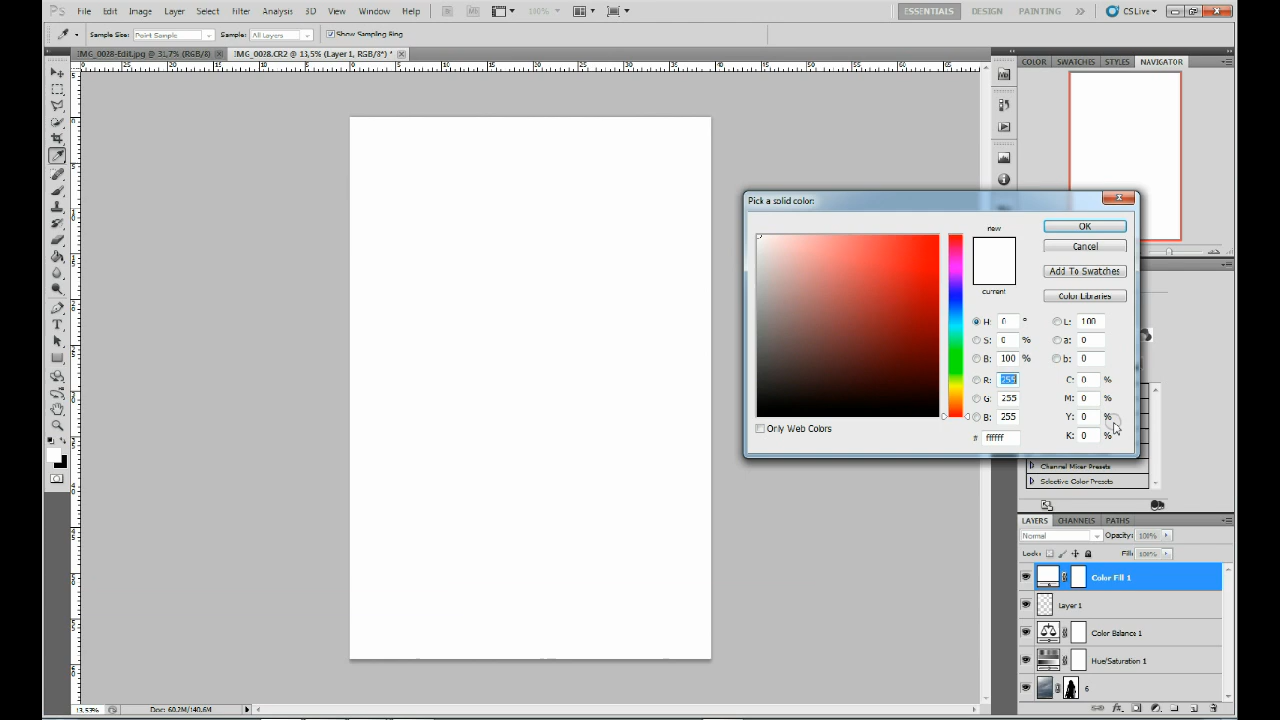 Ps File Edit Image Layer Select Filter Analysis 3D View Window Help Br Mb 100% ESSENTIALS DESIGN PAINTING CSLive
Sample Size: Point Sample Sample: All Layers Show Sampling Ring
IMG_0028-Edit.jpg @ 31,7% (RGB/8) IMG_0028.CR2 @ 13,5% (Layer 1, RGB/8*) *
COLOR SWATCHES STYLES NAVIGATOR
Pick a solid color:
new
current
OK
Cancel
Add To Swatches
Color Libraries
H: 0 ° L: 100
S: 0 % a: 0
B: 100 % b: 0
R: 255 C: 0 %
G: 255 M: 0 %
B: 255 Y: 0 %
# ffffff K: 0 %
Only Web Colors
Channel Mixer Presets
Selective Color Presets
LAYERS CHANNELS PATHS
Normal Opacity: 100%
Lock: Fill: 100%
Color Fill 1
Layer 1
Color Balance 1
Hue/Saturation 1
6
13,53% Doc: 60.2M/140.6M